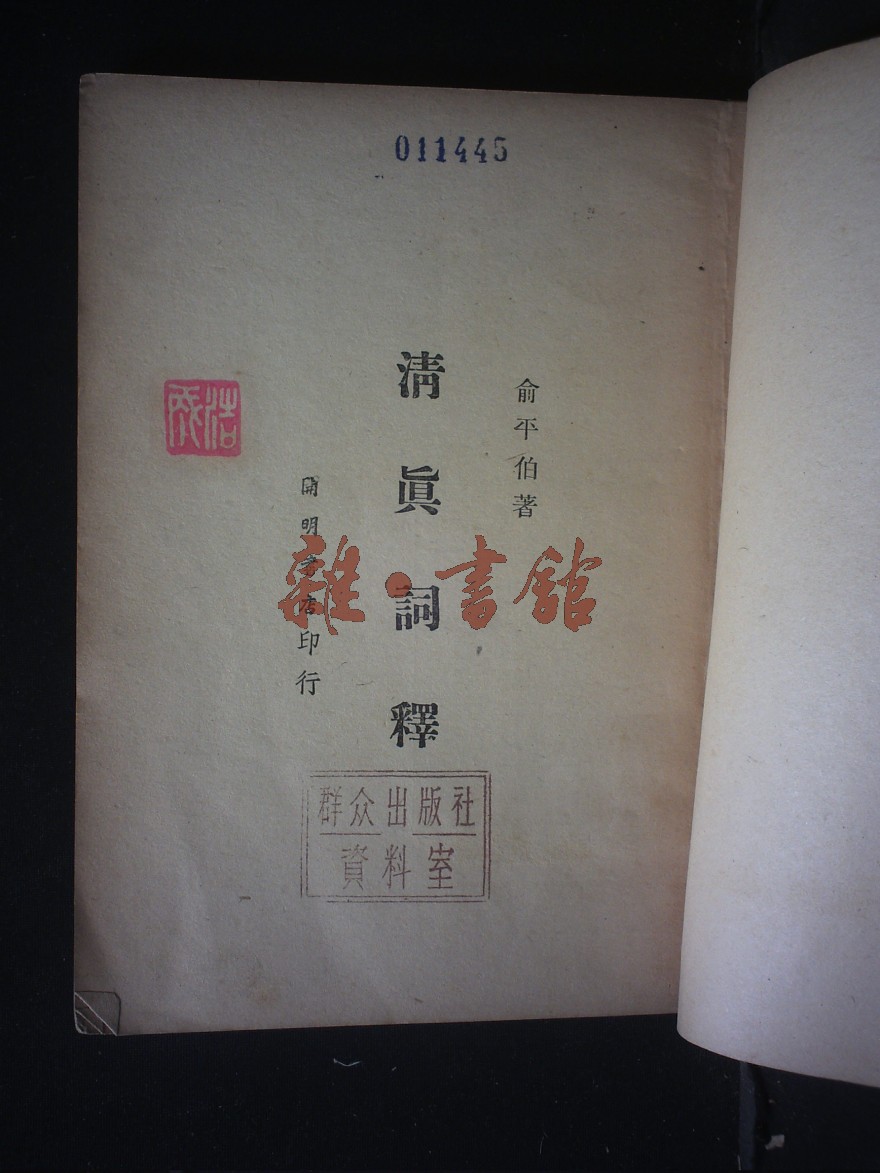 011445
俞平伯著
清眞詞釋
開明書店印行
雜·書館
群众出版社
資料室